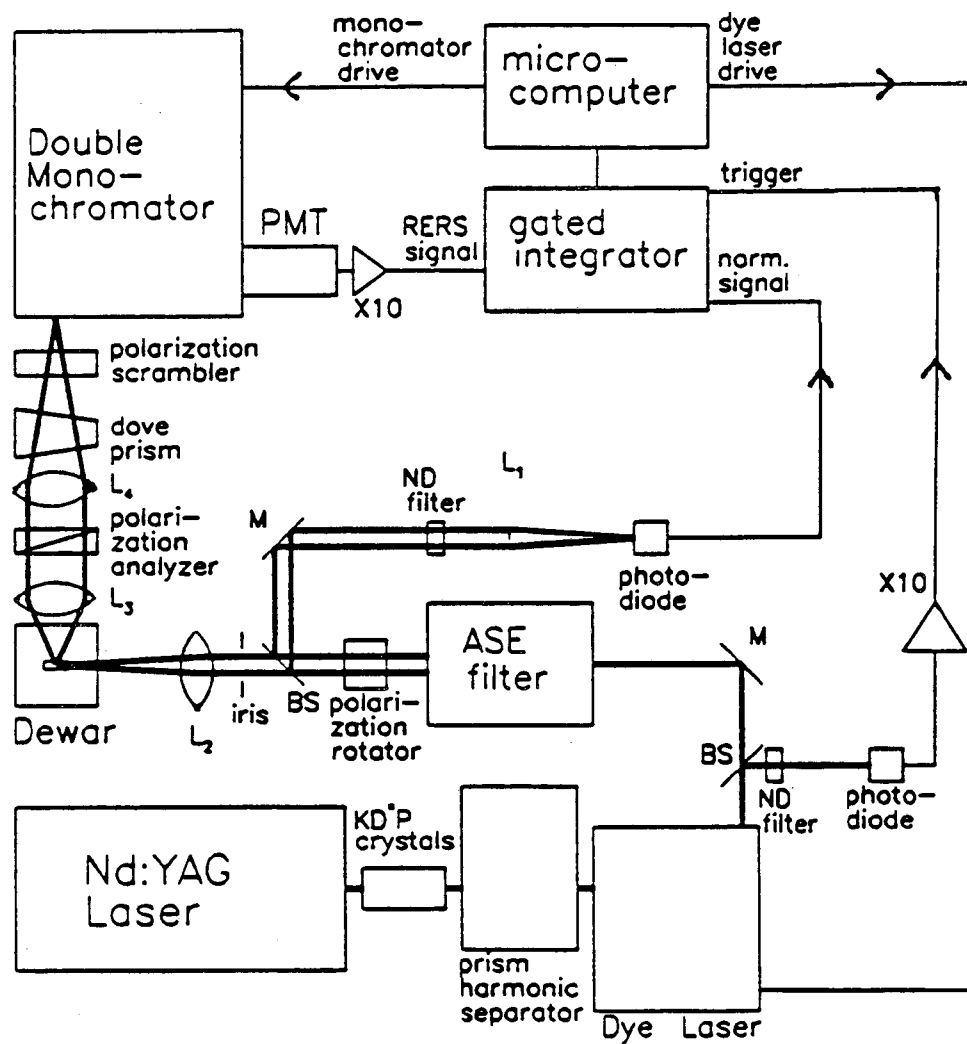 mono-
chromator
drive
micro-
computer
dye
laser
drive
Double
Mono-
chromator
PMT
X10
RERS
signal
gated
integrator
trigger
norm.
signal
polarization
scrambler
dove
prism
L4
polari-
zation
analyzer
L3
Dewar
M
ND
filter
L1
photo-
diode
X10
L2
iris
BS
polari-
zation
rotator
ASE
filter
M
BS
ND
filter
photo-
diode
Nd:YAG
Laser
KD*P
crystals
prism
harmonic
separator
Dye Laser